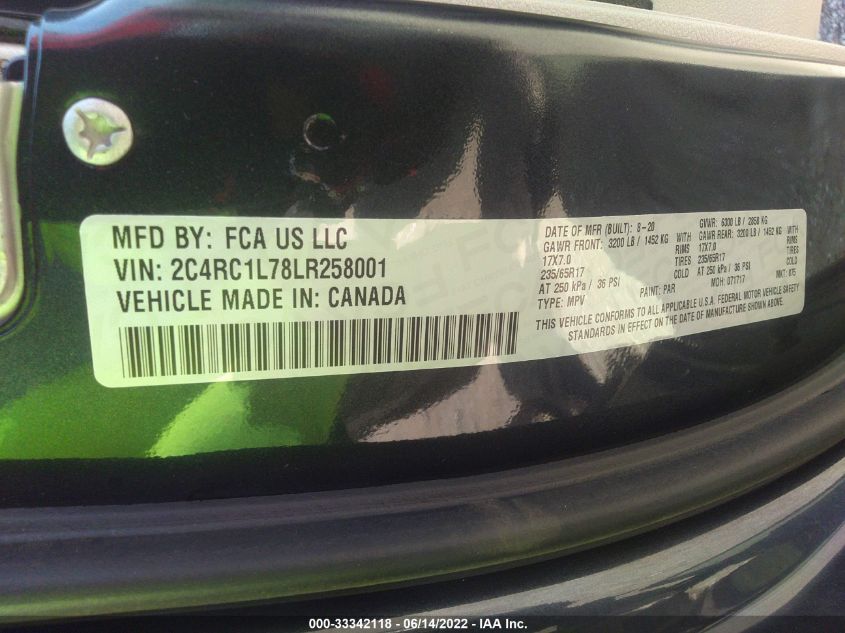 MFD BY: FCA US LLC
VIN: 2C4RC1L78LR258001
VEHICLE MADE IN: CANADA
DATE OF MFR (BUILT): 8-20 GVWR: 6300 LB / 2858 KG
GAWR FRONT: 3200 LB / 1452 KG WITH GAWR REAR: 3200 LB / 1452 KG WITH
17X7.0 RIMS 17X7.0 RIMS
235/65R17 TIRES 235/65R17 TIRES
AT 250 kPa / 36 PSI AT 250 kPa / 36 PSI
TYPE: MPV PAINT: PAR MDH: 071717 MKT: 875
THIS VEHICLE CONFORMS TO ALL APPLICABLE U.S.A. FEDERAL MOTOR VEHICLE SAFETY
STANDARDS IN EFFECT ON THE DATE OF MANUFACTURE SHOWN ABOVE.
000-33342118 - 06/14/2022 - IAA Inc.